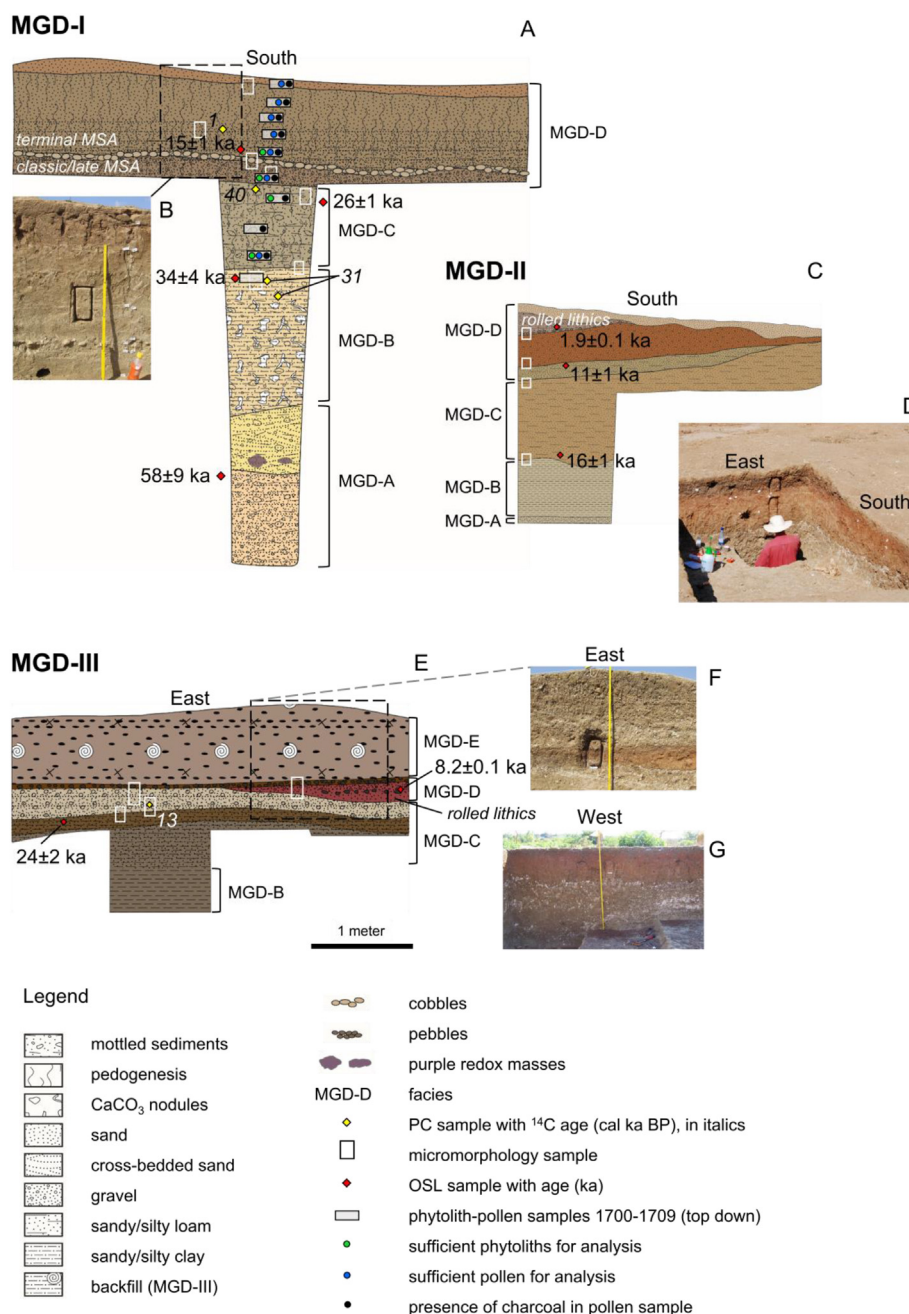 MGD-I
A
South
MGD-D
1
terminal MSA
15±1 ka
classic/late MSA
40
26±1 ka
B
MGD-C
34±4 ka
31
MGD-B
58±9 ka
MGD-A
MGD-II
C
South
MGD-D
rolled lithics
1.9±0.1 ka
11±1 ka
MGD-C
16±1 ka
MGD-B
MGD-A
D
East
South
MGD-III
E
East
MGD-E
8.2±0.1 ka
MGD-D
rolled lithics
13
MGD-C
24±2 ka
MGD-B
1 meter
East
F
West
G
Legend
mottled sediments
pedogenesis
CaCO3 nodules
sand
cross-bedded sand
gravel
sandy/silty loam
sandy/silty clay
backfill (MGD-III)
cobbles
pebbles
purple redox masses
MGD-D facies
PC sample with 14C age (cal ka BP), in italics
micromorphology sample
OSL sample with age (ka)
phytolith-pollen samples 1700-1709 (top down)
sufficient phytoliths for analysis
sufficient pollen for analysis
presence of charcoal in pollen sample